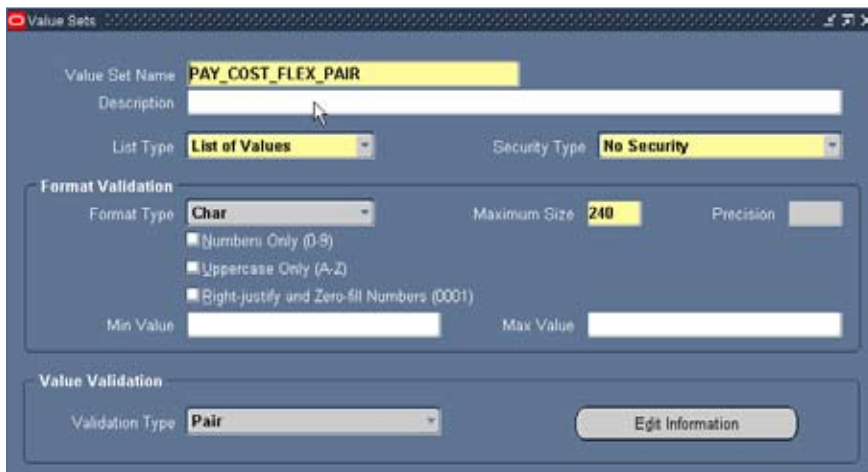 Value Sets
Value Set Name PAY_COST_FLEX_PAIR
Description
List Type List of Values Security Type No Security
Format Validation
Format Type Char Maximum Size 240 Precision
Numbers Only (0-9)
Uppercase Only (A-Z)
Right-justify and Zero-fill Numbers (0001)
Min Value Max Value
Value Validation
Validation Type Pair Edit Information